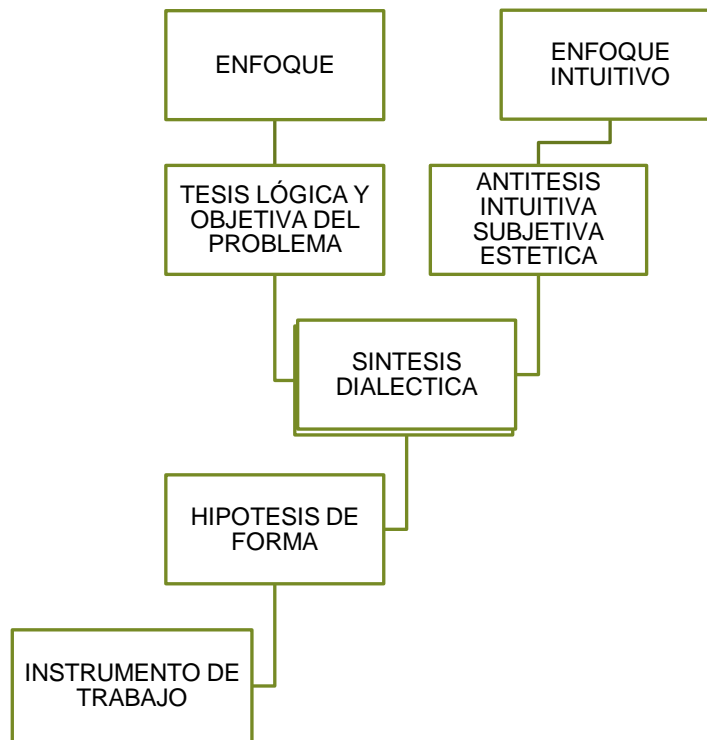 ENFOQUE
ENFOQUE
INTUITIVO
TESIS LÓGICA Y
OBJETIVA DEL
PROBLEMA
ANTITESIS
INTUITIVA
SUBJETIVA
ESTETICA
SINTESIS
DIALECTICA
HIPOTESIS DE
FORMA
INSTRUMENTO DE
TRABAJO